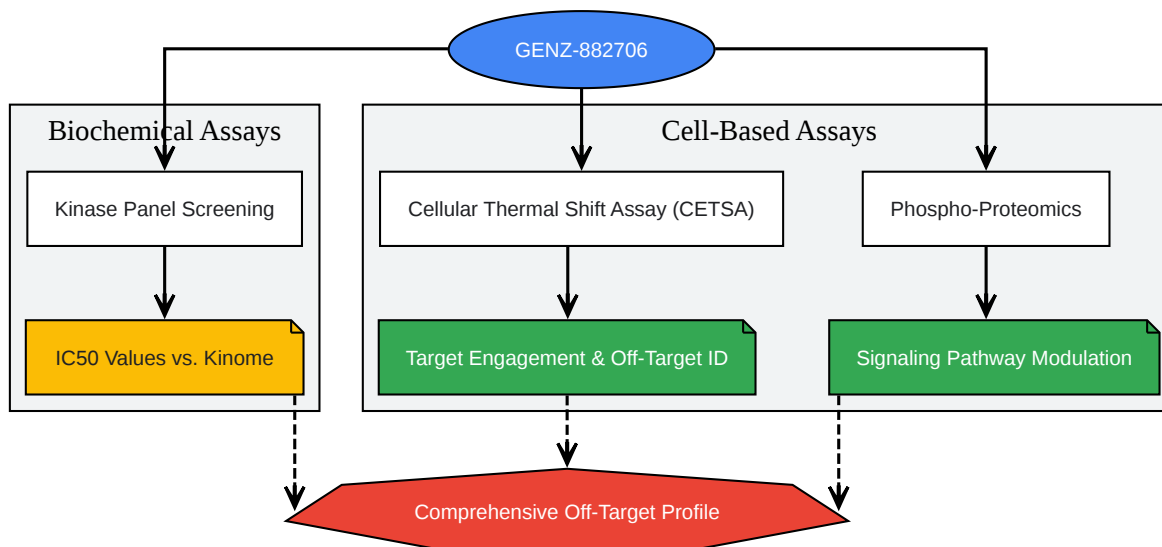 GENZ-882706
Biochemical Assays
Cell-Based Assays
Kinase Panel Screening
Cellular Thermal Shift Assay (CETSA)
Phospho-Proteomics
IC50 Values vs. Kinome
Target Engagement & Off-Target ID
Signaling Pathway Modulation
Comprehensive Off-Target Profile